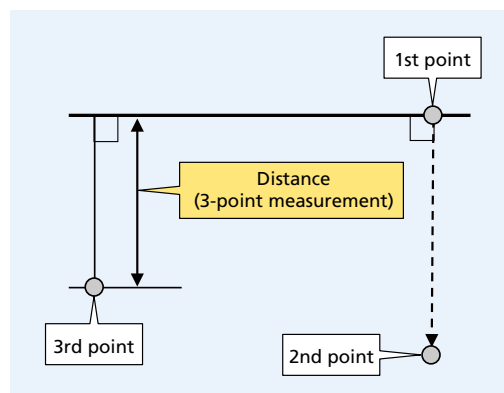 1st point
Distance
(3-point measurement)
3rd point
2nd point